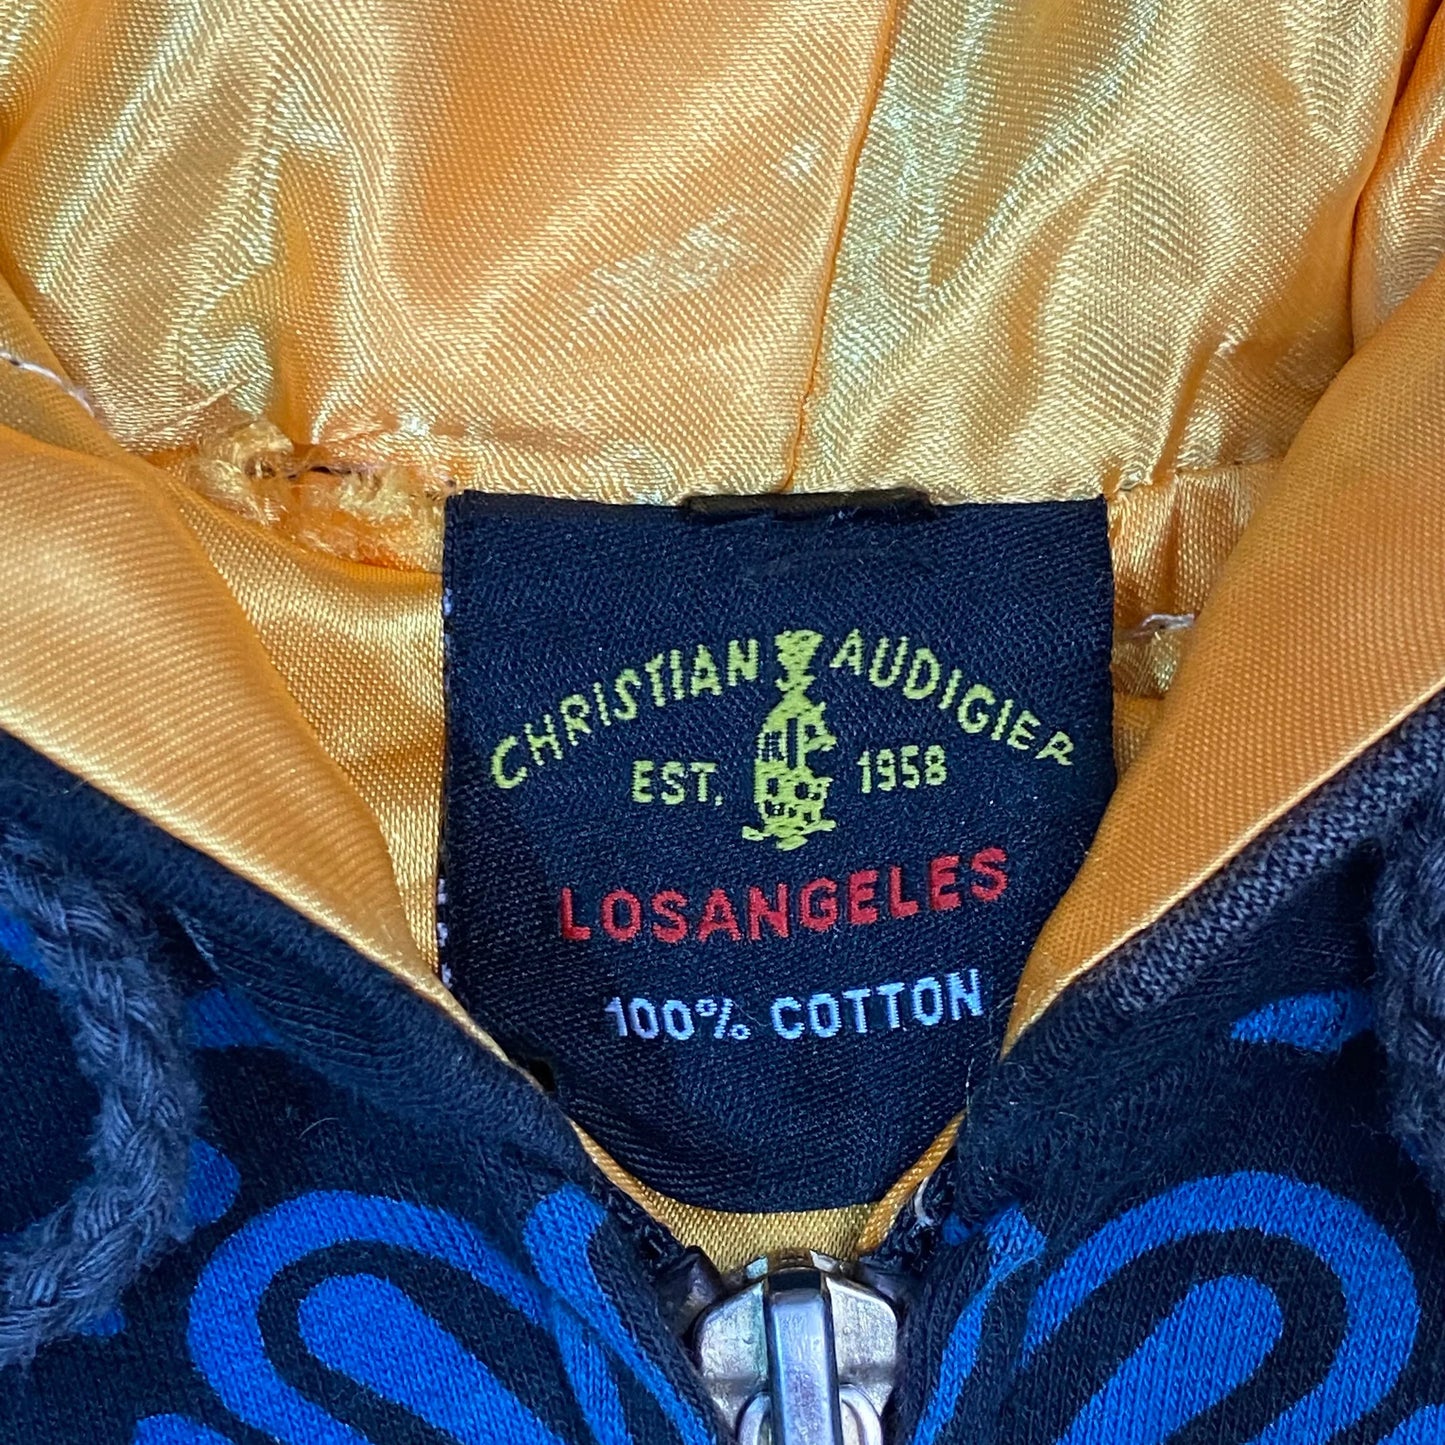 CHRISTIAN AUDIGIER
EST. 1958
LOSANGELES
100% COTTON